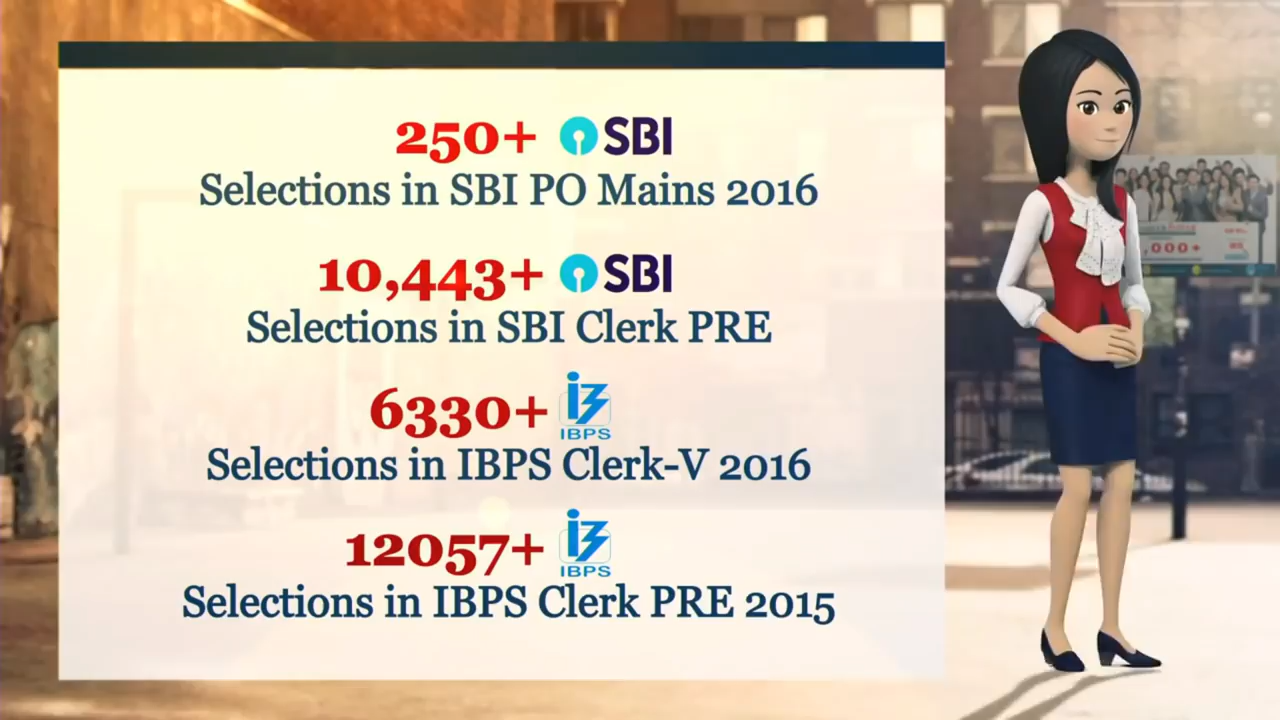 250+ SBI
Selections in SBI PO Mains 2016
10,443+ SBI
Selections in SBI Clerk PRE
6330+ IBPS
Selections in IBPS Clerk-V 2016
12057+ IBPS
Selections in IBPS Clerk PRE 2015
,000+